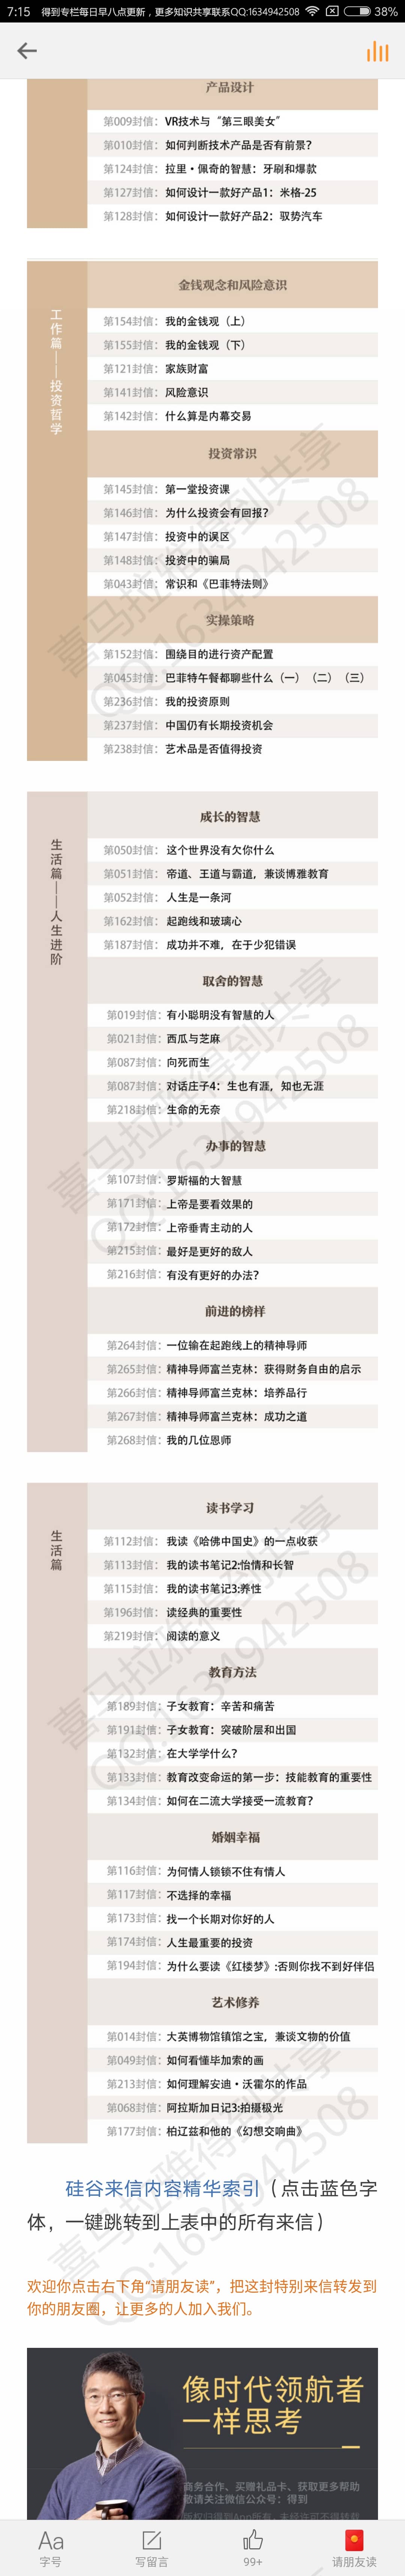 7:15 得到专栏每日早八点更新，更多知识共享联系QQ:1634942508 38%
产品设计
第009封信：VR技术与“第三眼美女”
第010封信：如何判断技术产品是否有前景？
第124封信：拉里·佩奇的智慧：牙刷和爆款
第127封信：如何设计一款好产品1：米格-25
第128封信：如何设计一款好产品2：驭势汽车
工作篇——投资哲学
金钱观念和风险意识
第154封信：我的金钱观（上）
第155封信：我的金钱观（下）
第121封信：家族财富
第141封信：风险意识
第142封信：什么算是内幕交易
投资常识
第145封信：第一堂投资课
第146封信：为什么投资会有回报？
第147封信：投资中的误区
第148封信：投资中的骗局
第043封信：常识和《巴菲特法则》
实操策略
第152封信：围绕目的进行资产配置
第045封信：巴菲特午餐都聊些什么（一）（二）（三）
第236封信：我的投资原则
第237封信：中国仍有长期投资机会
第238封信：艺术品是否值得投资
喜马拉雅得到共享
QQ:1634942508
生活篇——人生进阶
成长的智慧
第050封信：这个世界没有欠你什么
第051封信：帝道、王道与霸道，兼谈博雅教育
第052封信：人生是一条河
第162封信：起跑线和玻璃心
第187封信：成功并不难，在于少犯错误
取舍的智慧
第019封信：有小聪明没有智慧的人
第021封信：西瓜与芝麻
第087封信：向死而生
第087封信：对话庄子4：生也有涯，知也无涯
第218封信：生命的无奈
办事的智慧
第107封信：罗斯福的大智慧
第171封信：上帝是要看效果的
第172封信：上帝垂青主动的人
第215封信：最好是更好的敌人
第216封信：有没有更好的办法？
喜马拉雅得到共享
QQ:1634942508
前进的榜样
第264封信：一位输在起跑线上的精神导师
第265封信：精神导师富兰克林：获得财务自由的启示
第266封信：精神导师富兰克林：培养品行
第267封信：精神导师富兰克林：成功之道
第268封信：我的几位恩师
生活篇
读书学习
第112封信：我读《哈佛中国史》的一点收获
第113封信：我的读书笔记2:怡情和长智
第115封信：我的读书笔记3:养性
第196封信：读经典的重要性
第219封信：阅读的意义
教育方法
第189封信：子女教育：辛苦和痛苦
第191封信：子女教育：突破阶层和出国
第132封信：在大学学什么？
第133封信：教育改变命运的第一步：技能教育的重要性
第134封信：如何在二流大学接受一流教育？
喜马拉雅得到共享
QQ:1634942508
婚姻幸福
第116封信：为何情人锁锁不住有情人
第117封信：不选择的幸福
第173封信：找一个长期对你好的人
第174封信：人生最重要的投资
第194封信：为什么要读《红楼梦》:否则你找不到好伴侣
艺术修养
第014封信：大英博物馆镇馆之宝，兼谈文物的价值
第049封信：如何看懂毕加索的画
第213封信：如何理解安迪·沃霍尔的作品
第068封信：阿拉斯加日记3:拍摄极光
第177封信：柏辽兹和他的《幻想交响曲》
硅谷来信内容精华索引（点击蓝色字
体，一键跳转到上表中的所有来信）
喜马拉雅得到共享
QQ:1634942508
欢迎你点击右下角“请朋友读”，把这封特别来信转发到
你的朋友圈，让更多的人加入我们。
像时代领航者
一样思考
商务合作、买赠礼品卡、获取更多帮助
敬请关注微信公众号：得到
版权归得到App所有，未经许可不得转载
Aa
字号 写留言 99+ 请朋友读